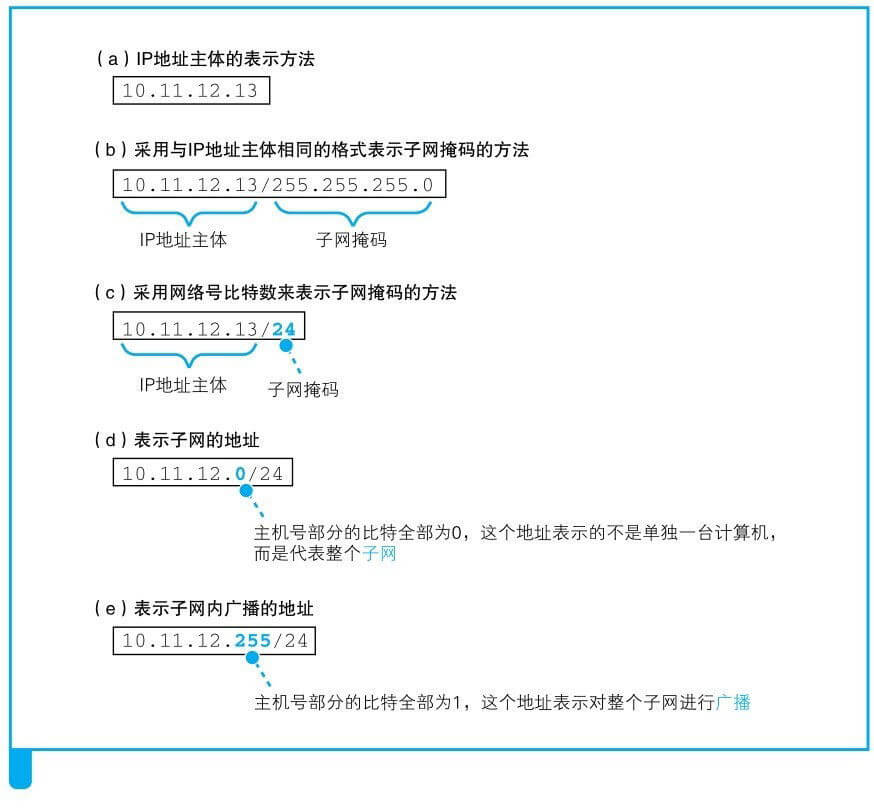 （a）IP地址主体的表示方法
10.11.12.13
（b）采用与IP地址主体相同的格式表示子网掩码的方法
10.11.12.13/255.255.255.0
IP地址主体 子网掩码
（c）采用网络号比特数来表示子网掩码的方法
10.11.12.13/24
IP地址主体 子网掩码
（d）表示子网的地址
10.11.12.0/24
主机号部分的比特全部为0，这个地址表示的不是单独一台计算机，
而是代表整个子网
（e）表示子网内广播的地址
10.11.12.255/24
主机号部分的比特全部为1，这个地址表示对整个子网进行广播